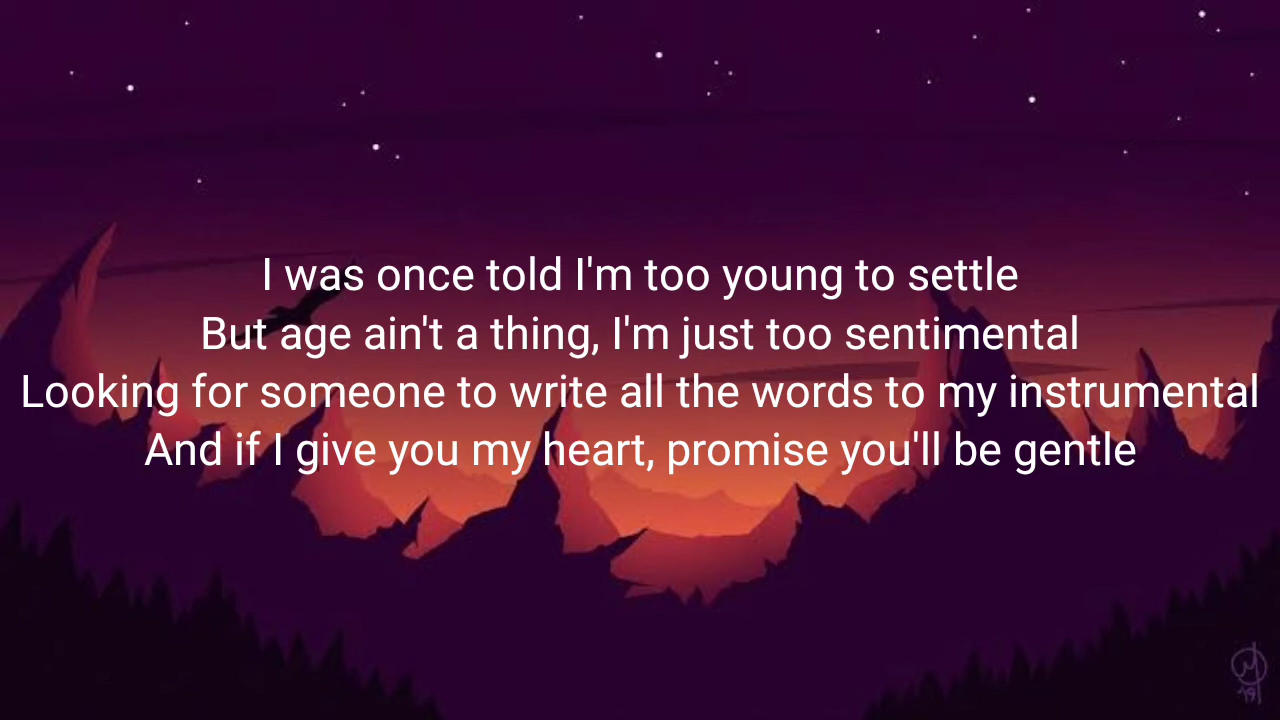 I was once told I'm too young to settle
But age ain't a thing, I'm just too sentimental
Looking for someone to write all the words to my instrumental
And if I give you my heart, promise you'll be gentle